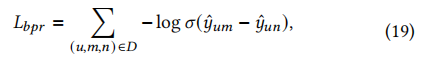 L_{bpr} = \sum_{(u,m,n) \in D} -\log \sigma(\hat{y}_{um} - \hat{y}_{un}), (19)